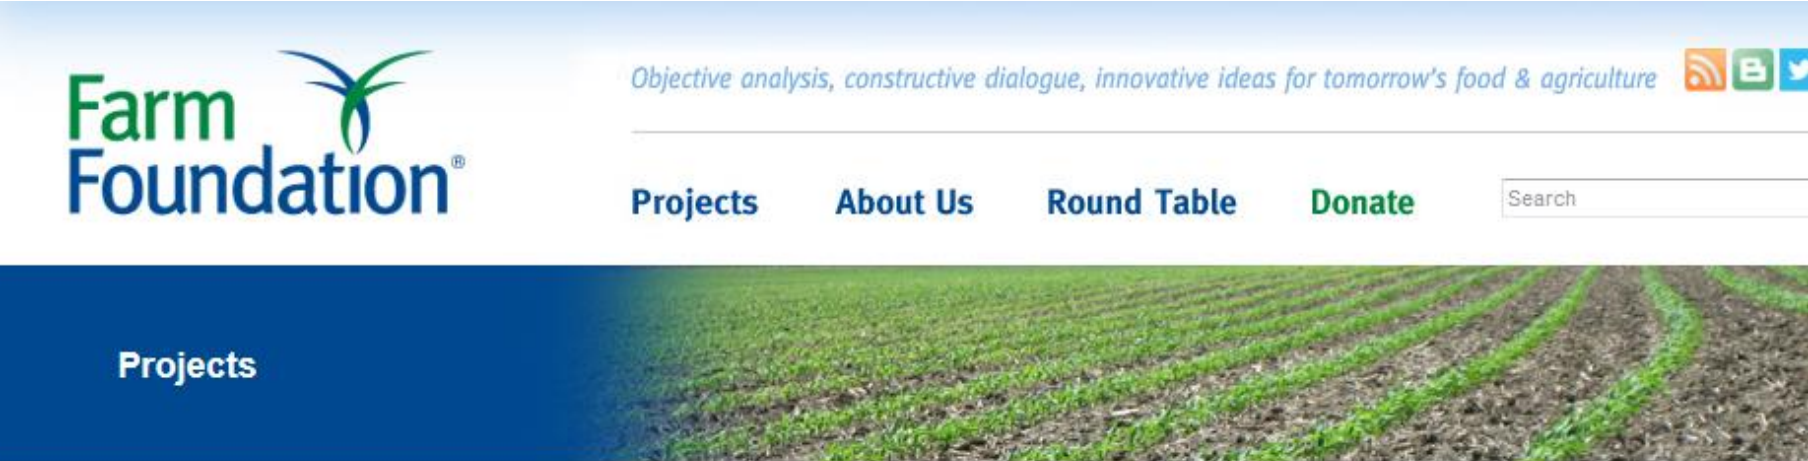 Farm
Foundation®
Objective analysis, constructive dialogue, innovative ideas for tomorrow's food & agriculture
Projects About Us Round Table Donate Search
Projects